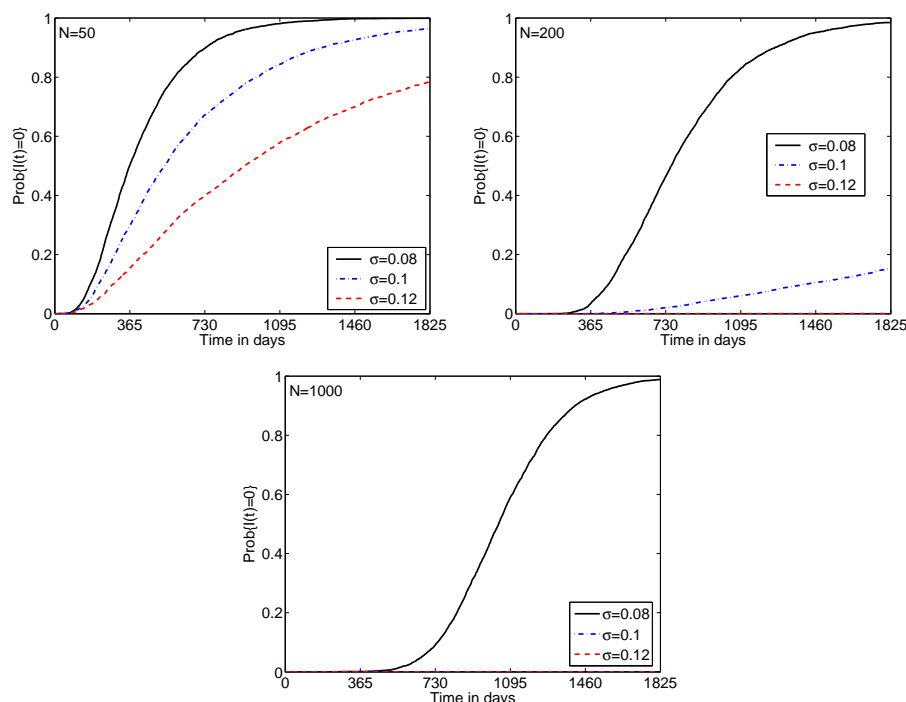 N=50
Prob{I(t)=0}
1
0.8
0.6
0.4
0.2
0
0 365 730 1095 1460 1825
Time in days
σ=0.08
σ=0.1
σ=0.12
N=200
Prob{I(t)=0}
1
0.8
0.6
0.4
0.2
0
0 365 730 1095 1460 1825
Time in days
σ=0.08
σ=0.1
σ=0.12
N=1000
Prob{I(t)=0}
1
0.8
0.6
0.4
0.2
0
0 365 730 1095 1460 1825
Time in days
σ=0.08
σ=0.1
σ=0.12